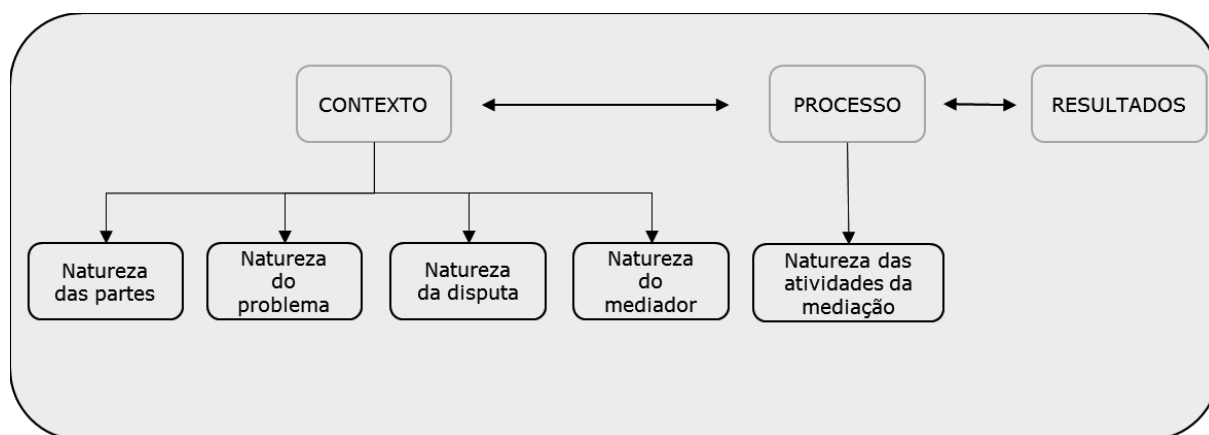 CONTEXTO
PROCESSO
RESULTADOS
Natureza
das partes
Natureza
do
problema
Natureza
da disputa
Natureza
do
mediador
Natureza das
atividades da
mediação